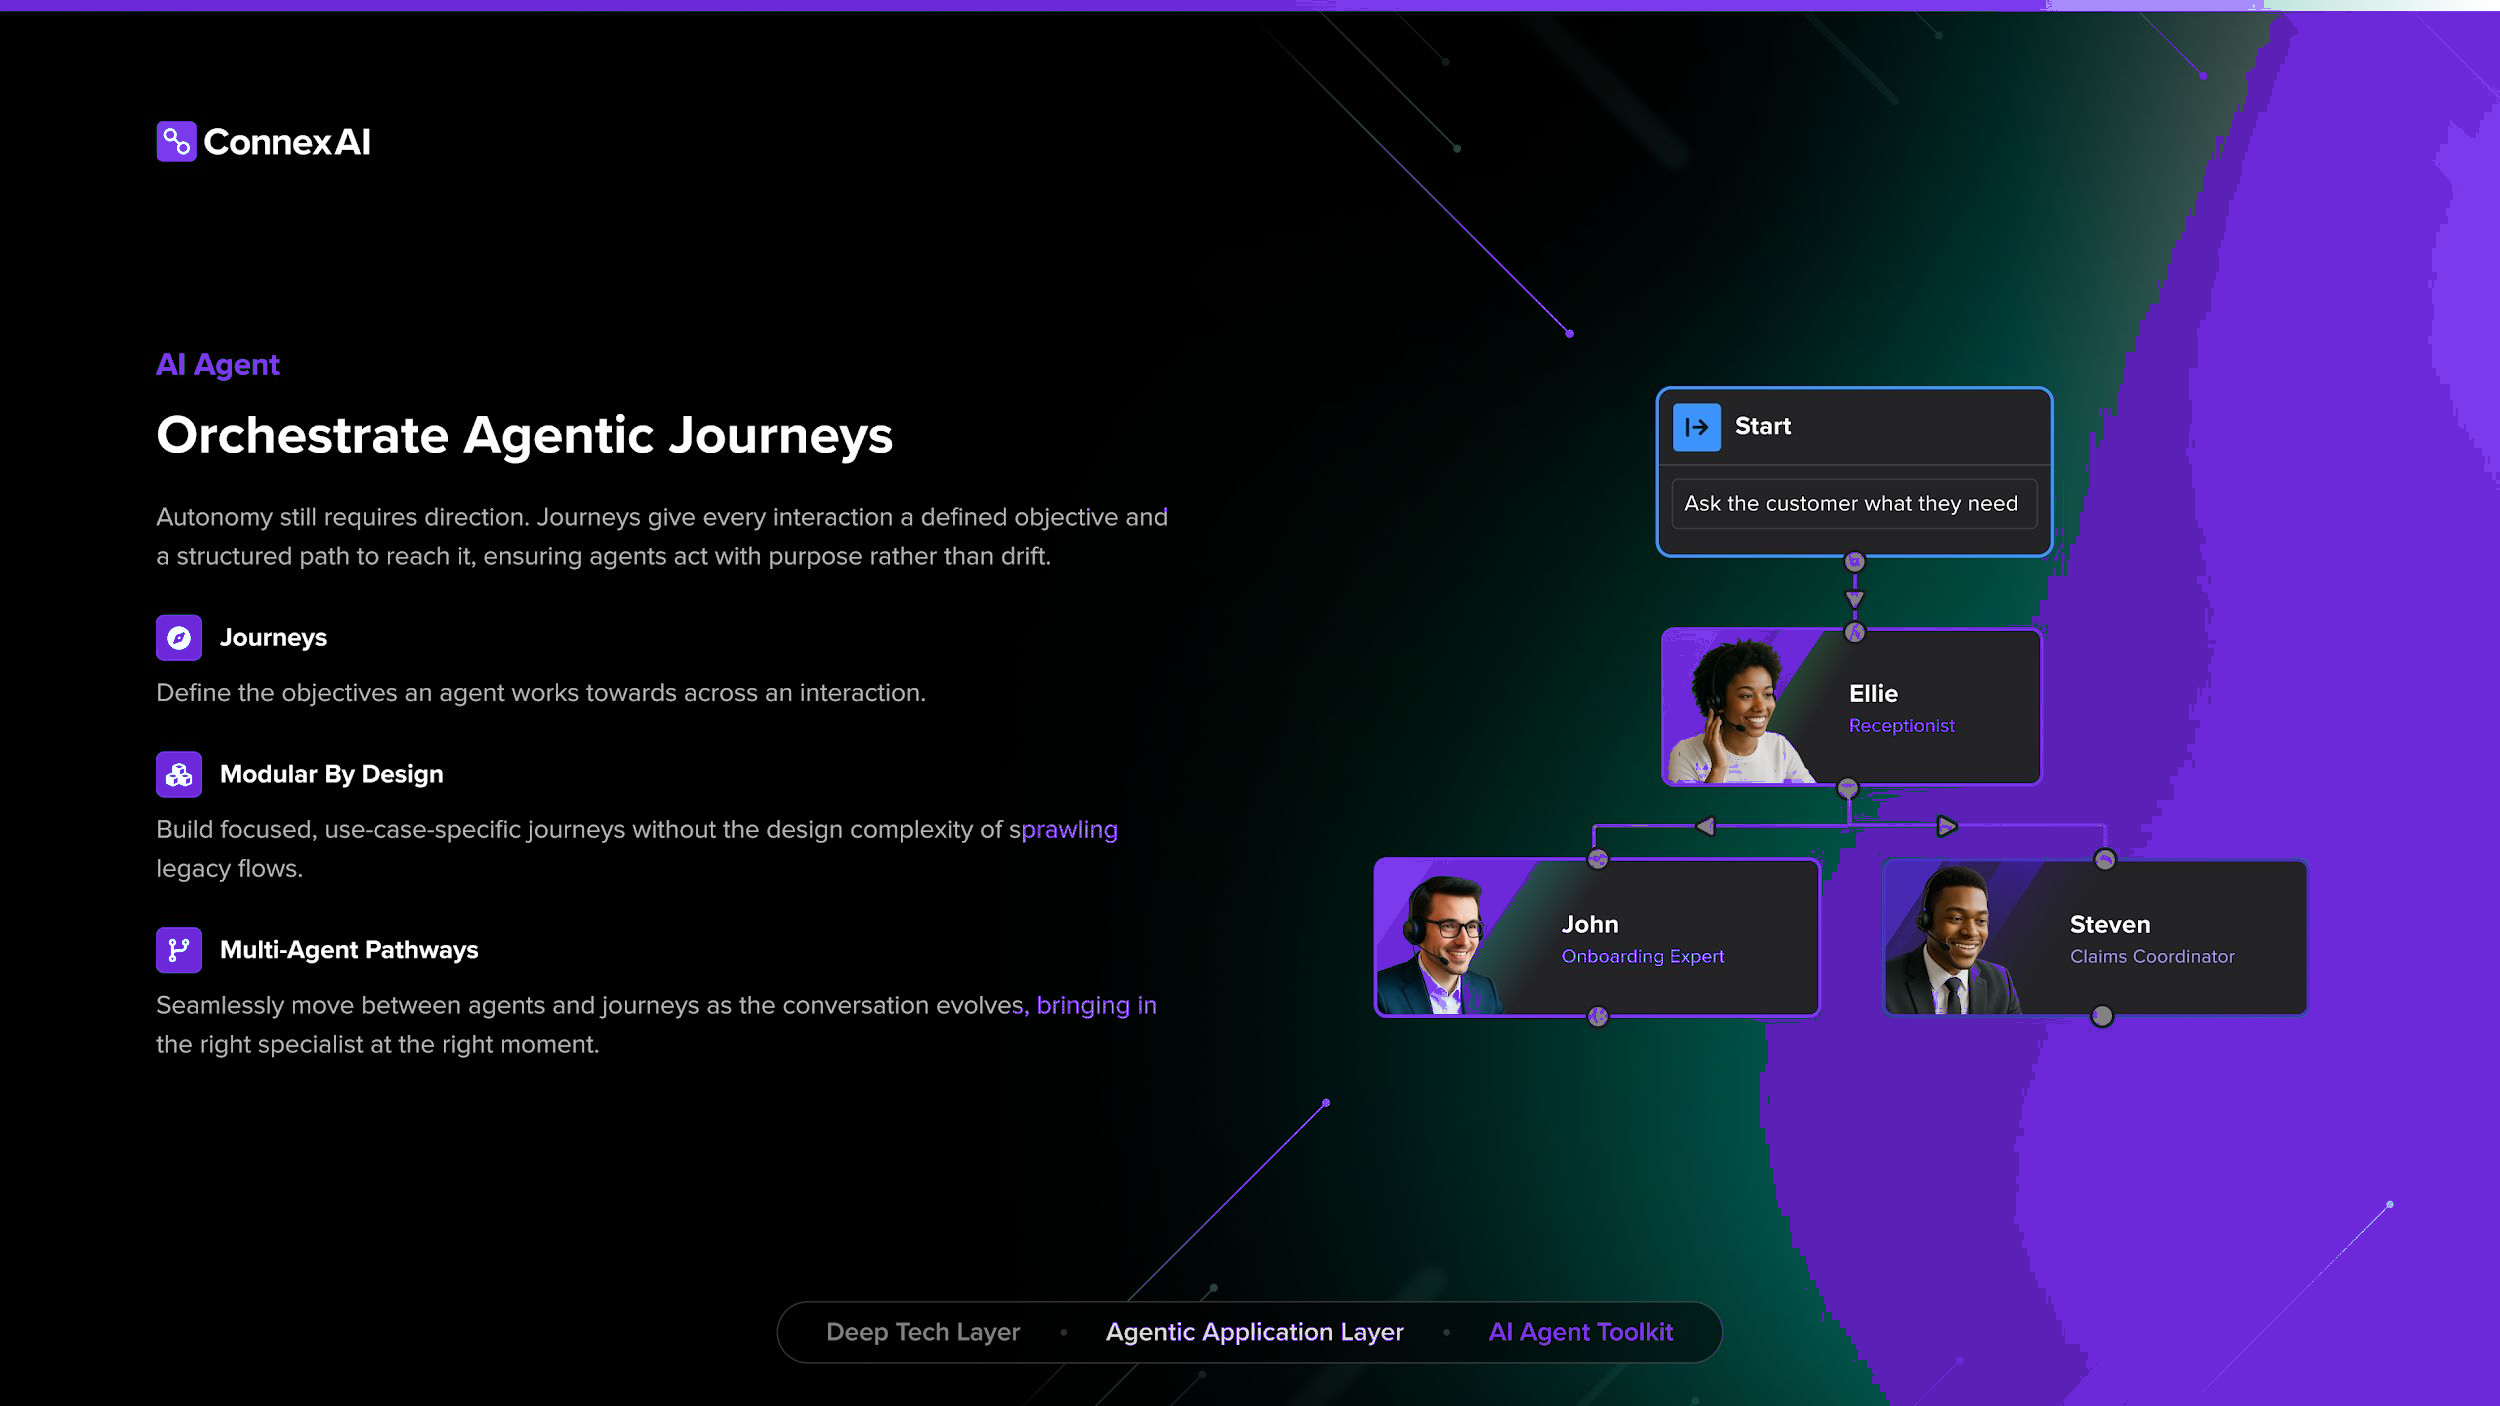 ConnexAI
AI Agent
Orchestrate Agentic Journeys
Autonomy still requires direction. Journeys give every interaction a defined objective and
a structured path to reach it, ensuring agents act with purpose rather than drift.
Journeys
Define the objectives an agent works towards across an interaction.
Modular By Design
Build focused, use-case-specific journeys without the design complexity of sprawling
legacy flows.
Multi-Agent Pathways
Seamlessly move between agents and journeys as the conversation evolves, bringing in
the right specialist at the right moment.
Start
Ask the customer what they need
Ellie
Receptionist
John
Onboarding Expert
Steven
Claims Coordinator
Deep Tech Layer • Agentic Application Layer • AI Agent Toolkit